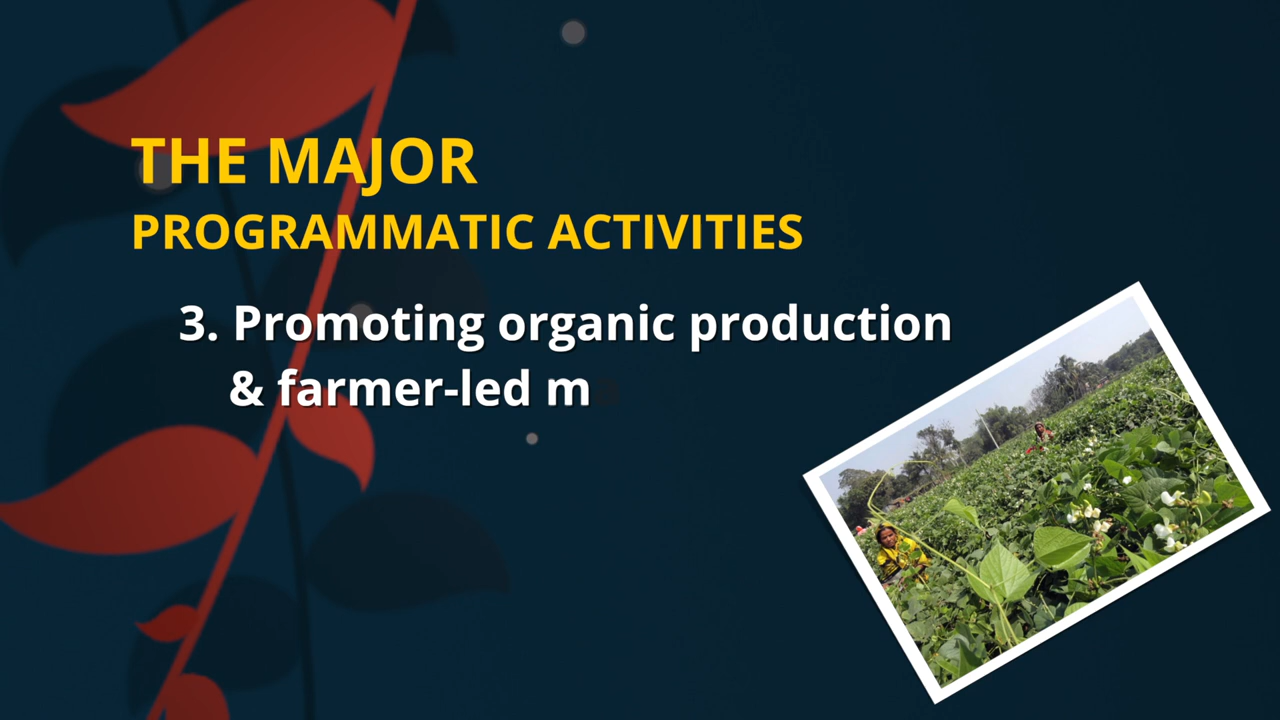 THE MAJOR
PROGRAMMATIC ACTIVITIES
3. Promoting organic production
& farmer-led m